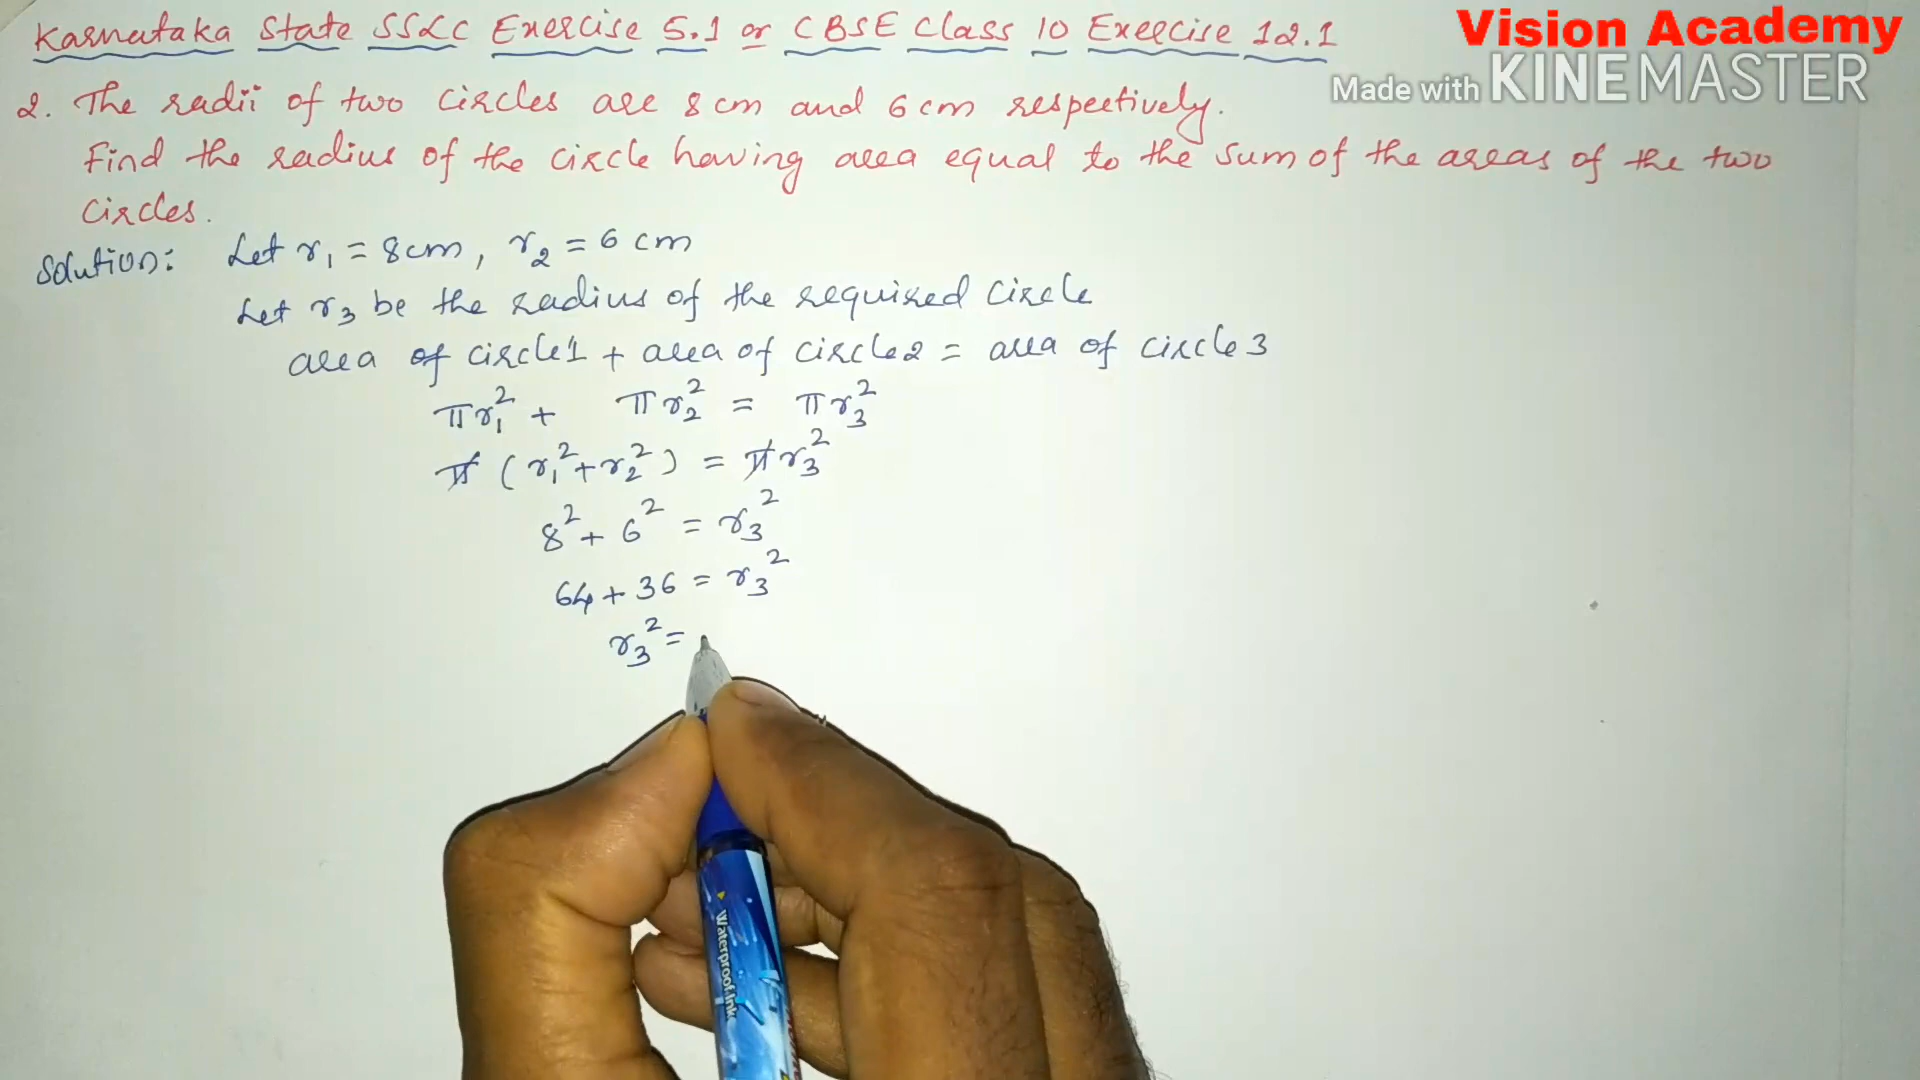 Karnataka State SSLC Exercise 5.1 or CBSE Class 10 Exercise 12.1
Vision Academy
Made with KINEMASTER
2. The radii of two circles are 8 cm and 6 cm respectively.
Find the radius of the circle having area equal to the sum of the areas of the two
circles.
Solution: Let r₁ = 8cm, r₂ = 6 cm
Let r₃ be the radius of the required circle
area of circle1 + area of circle2 = area of circle 3
πr₁² + πr₂² = πr₃²
π (r₁² + r₂²) = πr₃²
8² + 6² = r₃²
64 + 36 = r₃²
r₃² =
Waterproof Ink